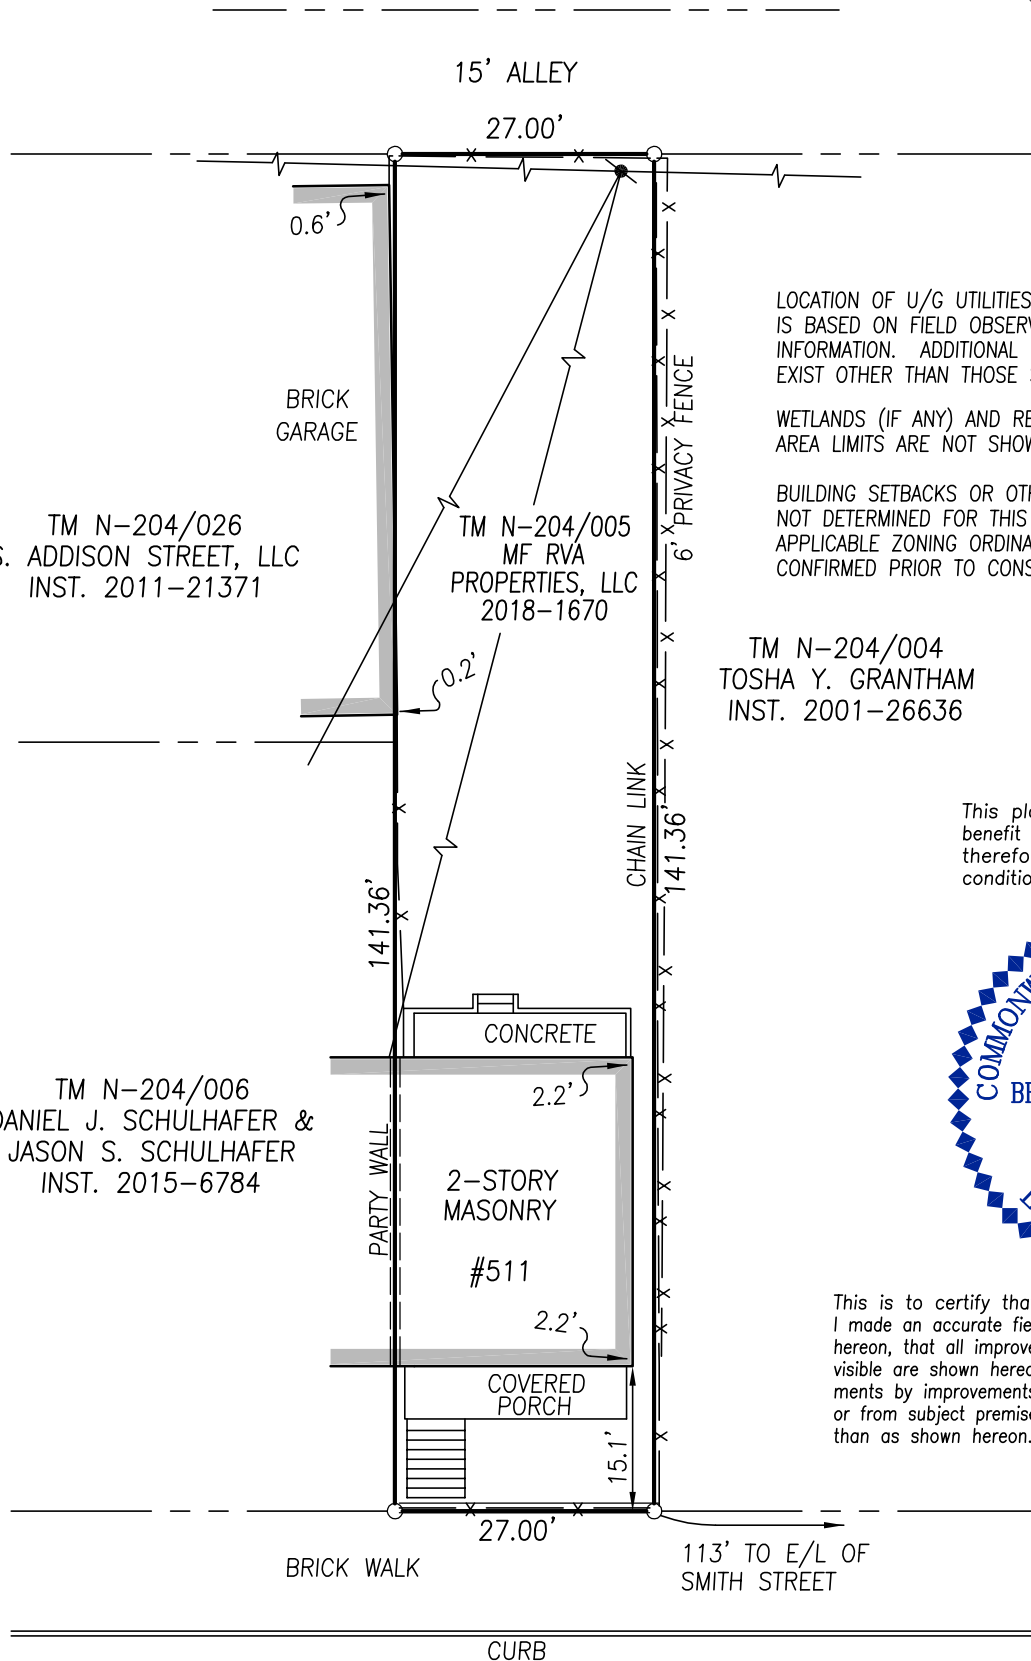 15' ALLEY
27.00'
0.6'
BRICK
GARAGE
6' PRIVACY FENCE
LOCATION OF U/G UTILITIES
IS BASED ON FIELD
INFORMATION. ADDITIONAL
EXIST OTHER THAN THOSE
WETLANDS (IF ANY) AND
AREA LIMITS ARE NOT
BUILDING SETBACKS OR
NOT DETERMINED FOR THIS
APPLICABLE ZONING
CONFIRMED PRIOR TO
TM N-204/026
S. ADDISON STREET, LLC
INST. 2011-21371
TM N-204/005
MF RVA
PROPERTIES, LLC
2018-1670
0.2'
TM N-204/004
TOSHA Y. GRANTHAM
INST. 2001-26636
CHAIN LINK
141.36'
141.36'
This
benefit
CONCRETE
2.2'
TM N-204/006
DANIEL J. SCHULHAFER &
JASON S. SCHULHAFER
INST. 2015-6784
PARTY WALL
2-STORY
MASONRY
#511
2.2'
COVERED
PORCH
15.1'
This is to certify
I made an accurate
hereon, that all
visible are shown
ments by improvements
or from subject
than as shown hereon.
27.00'
BRICK WALK
113' TO E/L OF
SMITH STREET
CURB